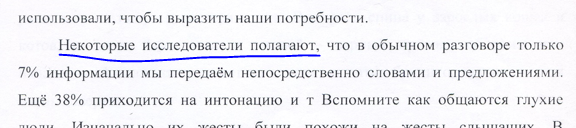 использовали, чтобы выразить наши потребности.
Некоторые исследователи полагают, что в обычном разговоре только
7% информации мы передаём непосредственно словами и предложениями.
Ещё 38% приходится на интонацию и т Вспомните как общаются глухие
люди. Изначально их жесты были похожи на жесты слышащих. В